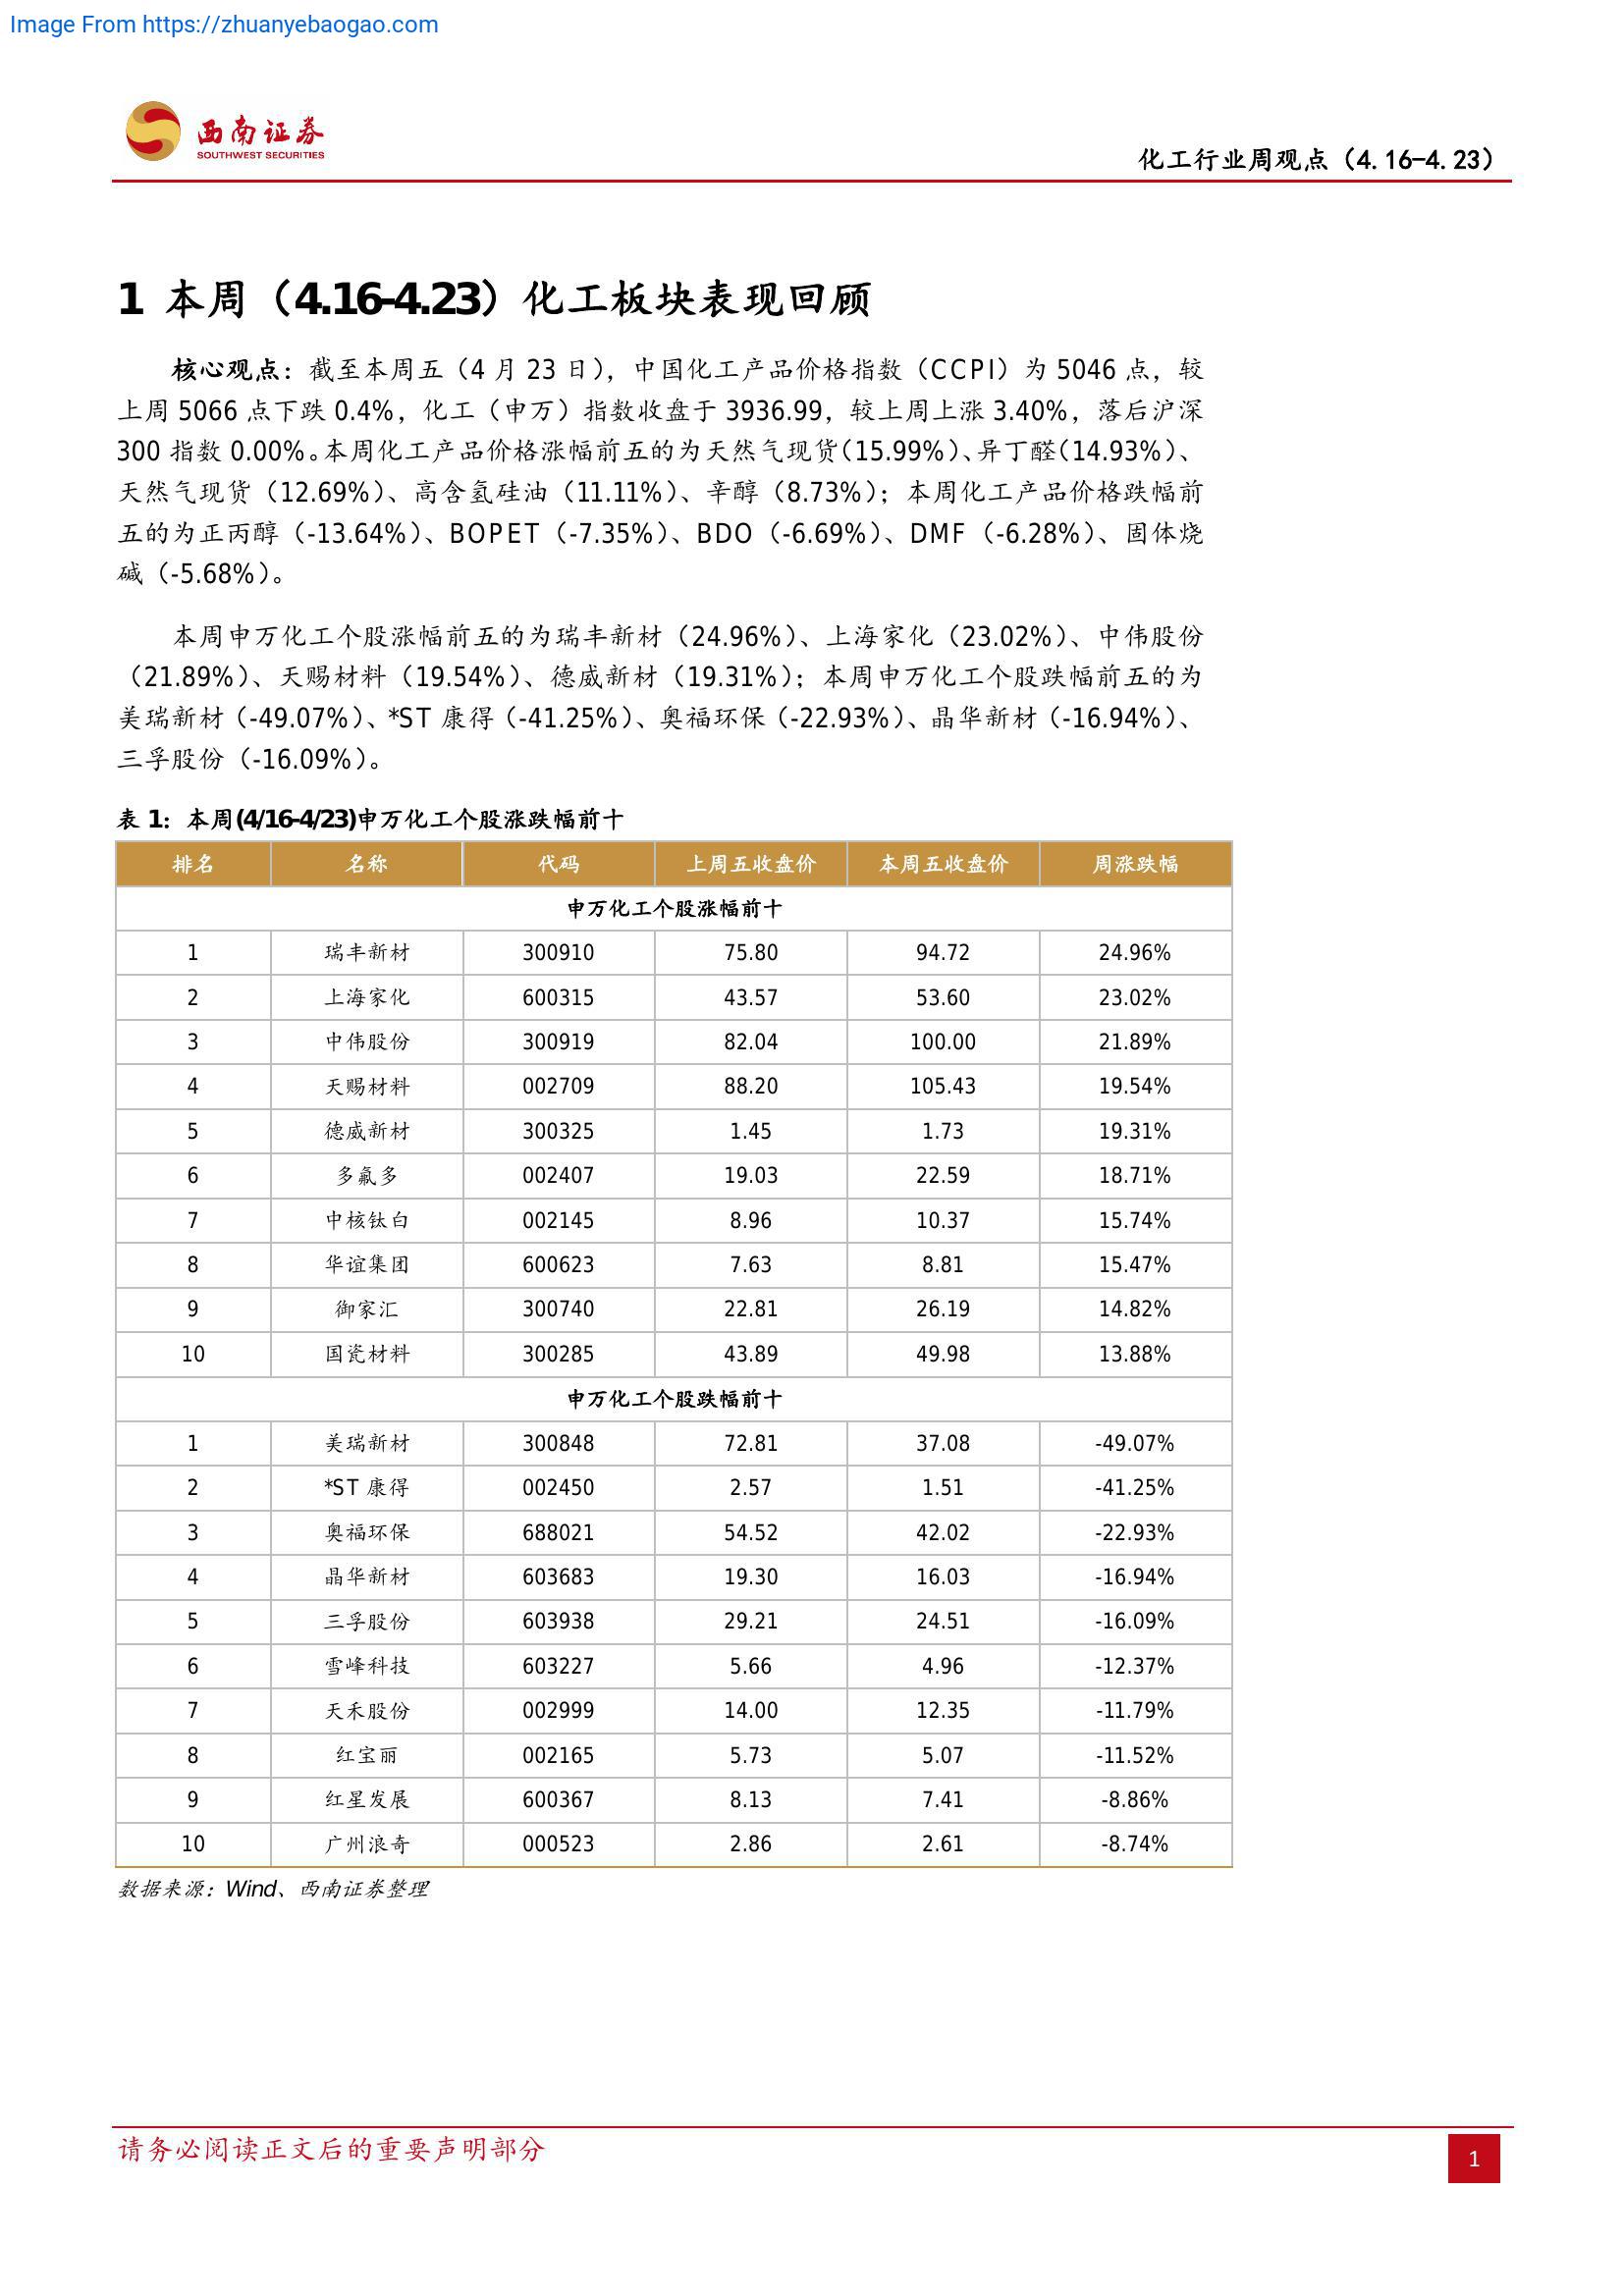 Image From https://zhuanyebaogao.com
西南证券
SOUTHWEST SECURITIES
化工行业周观点（4.16-4.23）
1 本周（4.16-4.23）化工板块表现回顾
核心观点：截至本周五（4 月 23 日），中国化工产品价格指数（CCPI）为 5046 点，较
上周 5066 点下跌 0.4%，化工（申万）指数收盘于 3936.99，较上周上涨 3.40%，落后沪深
300 指数 0.00%。本周化工产品价格涨幅前五的为天然气现货（15.99%）、异丁醛（14.93%）、
天然气现货（12.69%）、高含氢硅油（11.11%）、辛醇（8.73%）；本周化工产品价格跌幅前
五的为正丙醇（-13.64%）、BOPET（-7.35%）、BDO（-6.69%）、DMF（-6.28%）、固体烧
碱（-5.68%）。
本周申万化工个股涨幅前五的为瑞丰新材（24.96%）、上海家化（23.02%）、中伟股份
（21.89%）、天赐材料（19.54%）、德威新材（19.31%）；本周申万化工个股跌幅前五的为
美瑞新材（-49.07%）、*ST 康得（-41.25%）、奥福环保（-22.93%）、晶华新材（-16.94%）、
三孚股份（-16.09%）。
表 1：本周(4/16-4/23)申万化工个股涨跌幅前十
排名 名称 代码 上周五收盘价 本周五收盘价 周涨跌幅
申万化工个股涨幅前十
1 瑞丰新材 300910 75.80 94.72 24.96%
2 上海家化 600315 43.57 53.60 23.02%
3 中伟股份 300919 82.04 100.00 21.89%
4 天赐材料 002709 88.20 105.43 19.54%
5 德威新材 300325 1.45 1.73 19.31%
6 多氟多 002407 19.03 22.59 18.71%
7 中核钛白 002145 8.96 10.37 15.74%
8 华谊集团 600623 7.63 8.81 15.47%
9 御家汇 300740 22.81 26.19 14.82%
10 国瓷材料 300285 43.89 49.98 13.88%
申万化工个股跌幅前十
1 美瑞新材 300848 72.81 37.08 -49.07%
2 *ST 康得 002450 2.57 1.51 -41.25%
3 奥福环保 688021 54.52 42.02 -22.93%
4 晶华新材 603683 19.30 16.03 -16.94%
5 三孚股份 603938 29.21 24.51 -16.09%
6 雪峰科技 603227 5.66 4.96 -12.37%
7 天禾股份 002999 14.00 12.35 -11.79%
8 红宝丽 002165 5.73 5.07 -11.52%
9 红星发展 600367 8.13 7.41 -8.86%
10 广州浪奇 000523 2.86 2.61 -8.74%
数据来源：Wind、西南证券整理
请务必阅读正文后的重要声明部分
1